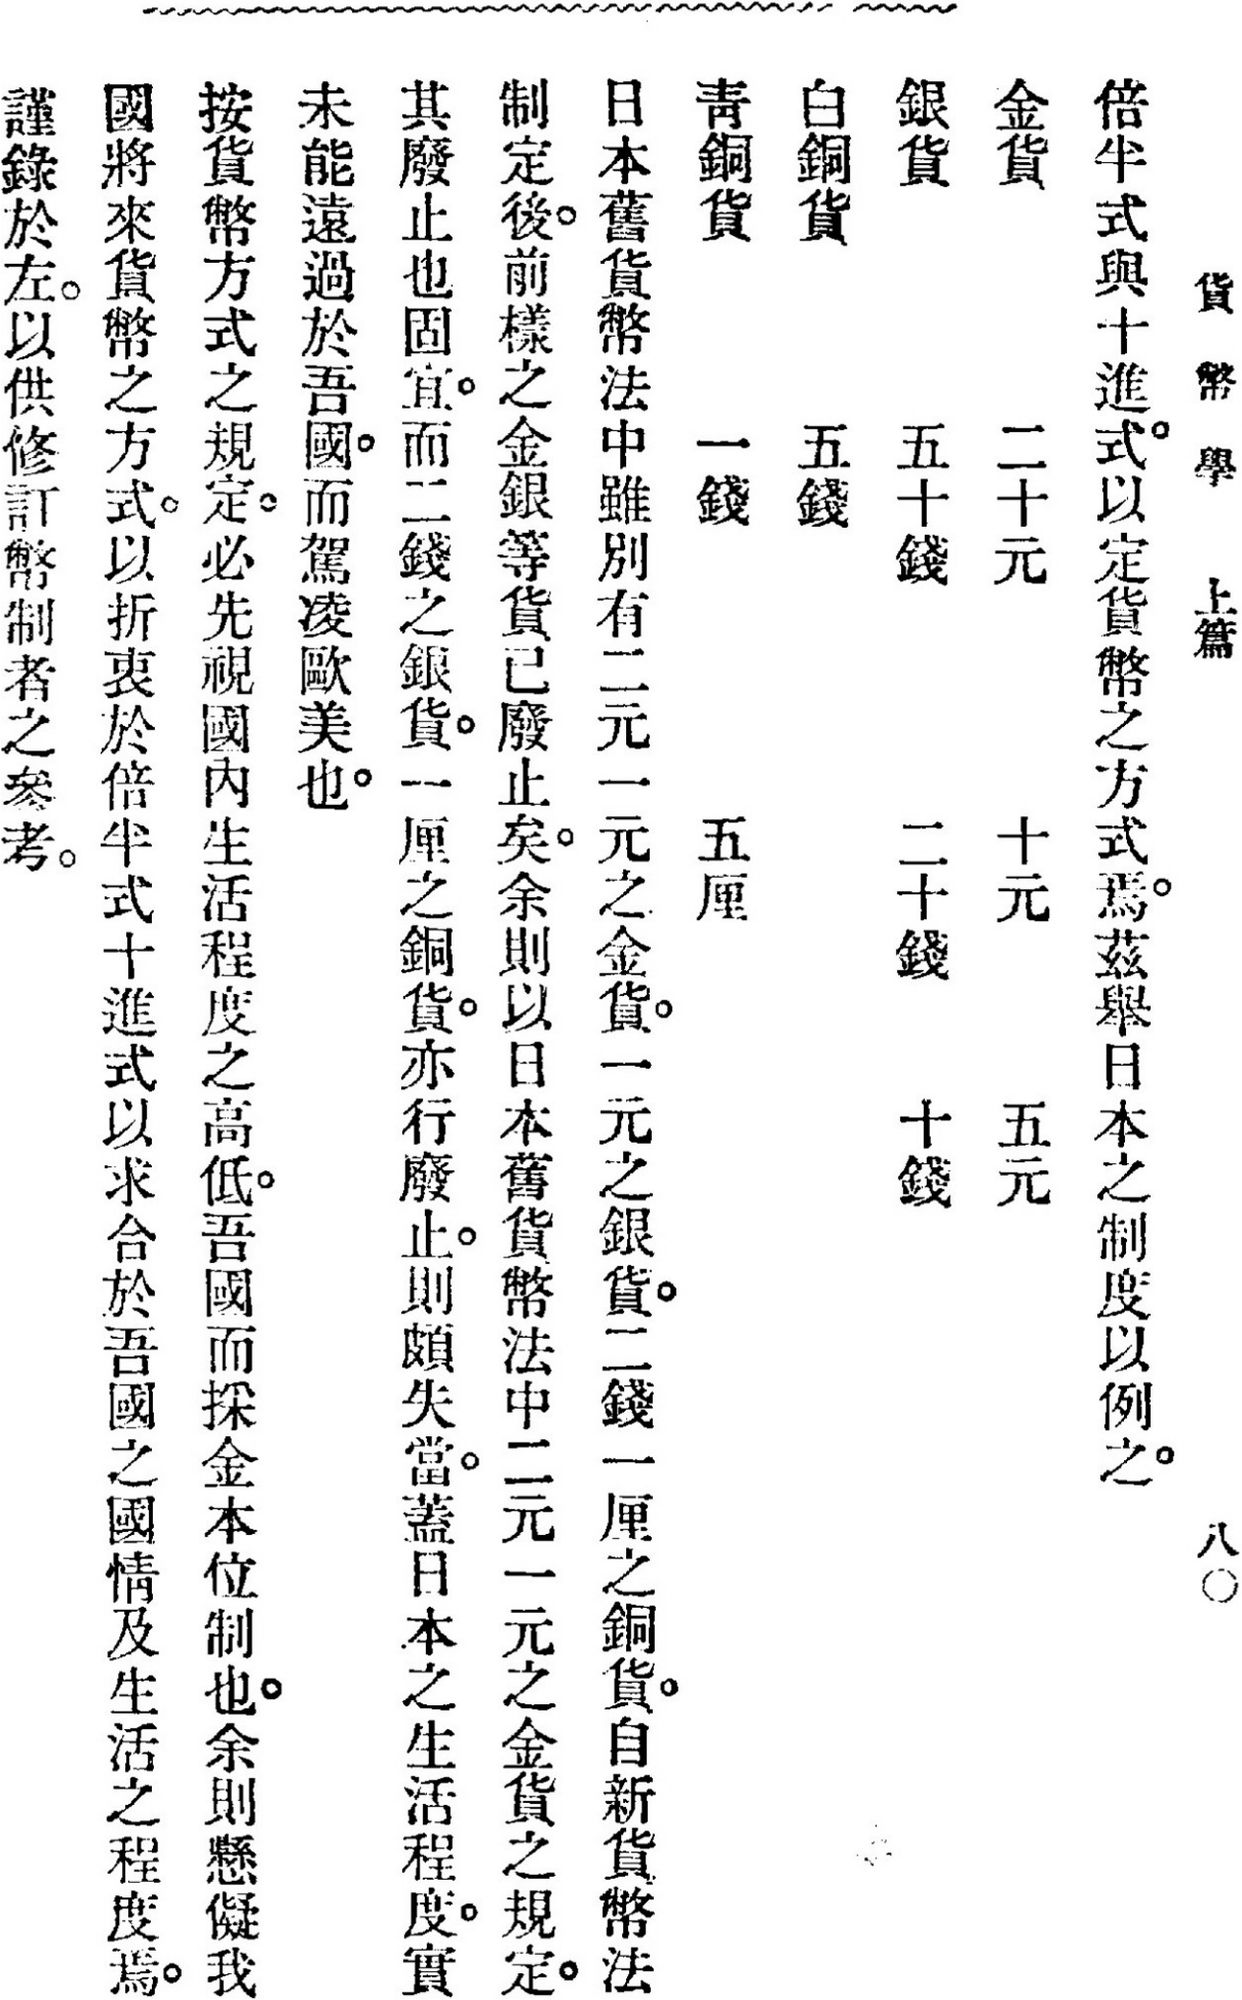 貨幣學　上篇　八〇
倍半式與十進式。以定貨幣之方式焉。茲舉日本之制度以例之。
金貨　二十元　十元　五元
銀貨　五十錢　二十錢　十錢
白銅貨　五錢
靑銅貨　一錢　五厘
日本舊貨幣法中雖別有二元一元之金貨。一元之銀貨。二錢一厘之銅貨。自新貨幣法
制定後。前樣之金銀等貨已廢止矣。余則以日本舊貨幣法中二元一元之金貨之規定。
其廢止也固宜。而二錢之銀貨。一厘之銅貨。亦行廢止。則頗失當。蓋日本之生活程度。實
未能遠過於吾國。而駕凌歐美也。
按貨幣方式之規定。必先視國內生活程度之高低。吾國而採金本位制也。余則懸儗我
國將來貨幣之方式。以折衷於倍半式十進式以求合於吾國之國情及生活之程度焉。
謹錄於左。以供修訂幣制者之參考。